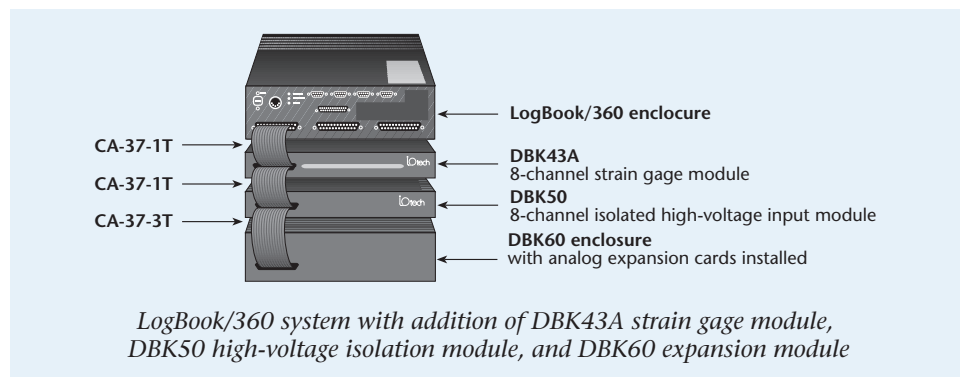 LogBook/360 enclocure
CA-37-1T
DBK43A
8-channel strain gage module
IOtech
CA-37-1T
DBK50
8-channel isolated high-voltage input module
IOtech
CA-37-3T
DBK60 enclosure
with analog expansion cards installed
LogBook/360 system with addition of DBK43A strain gage module,
DBK50 high-voltage isolation module, and DBK60 expansion module